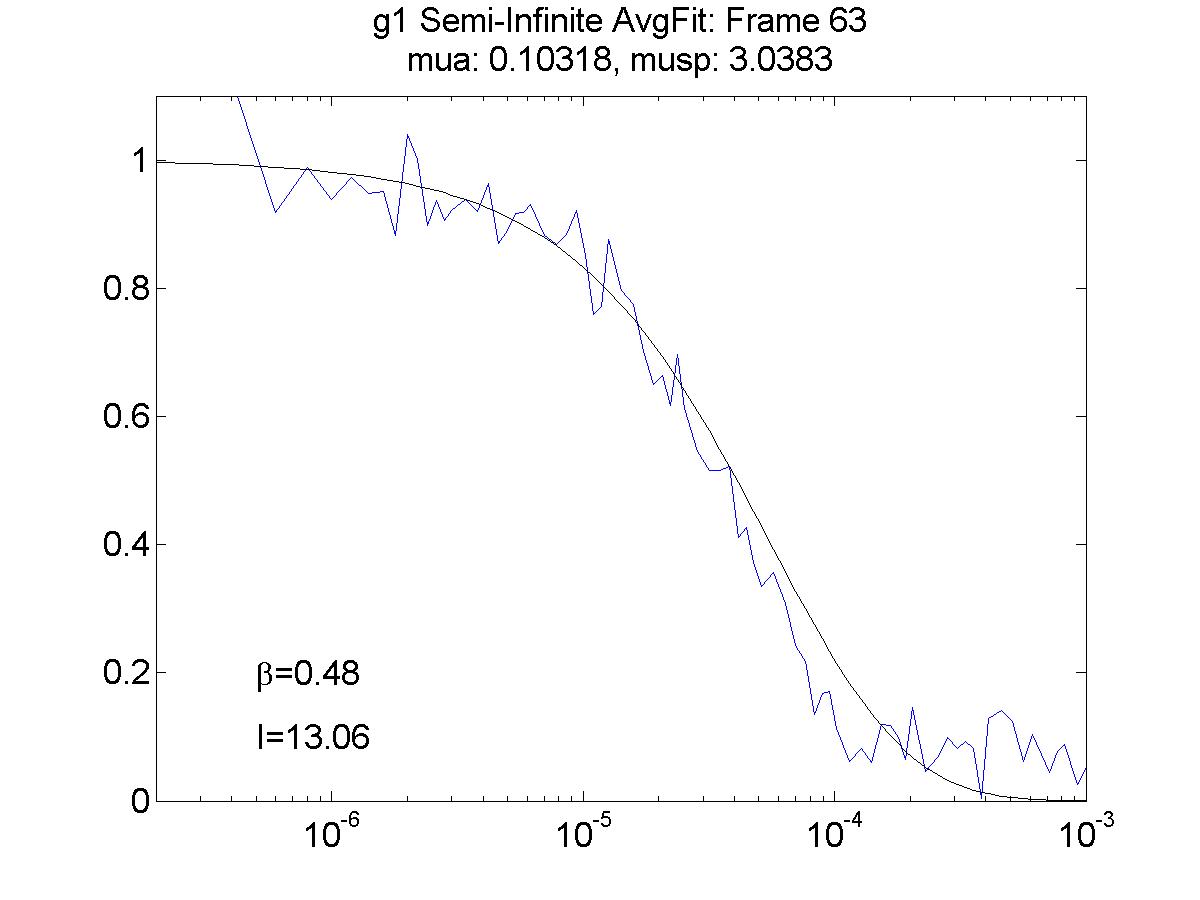 g1 Semi-Infinite AvgFit: Frame 63
mua: 0.10318, musp: 3.0383
1
0.8
0.6
0.4
0.2
0
β=0.48
I=13.06
10^-6
10^-5
10^-4
10^-3